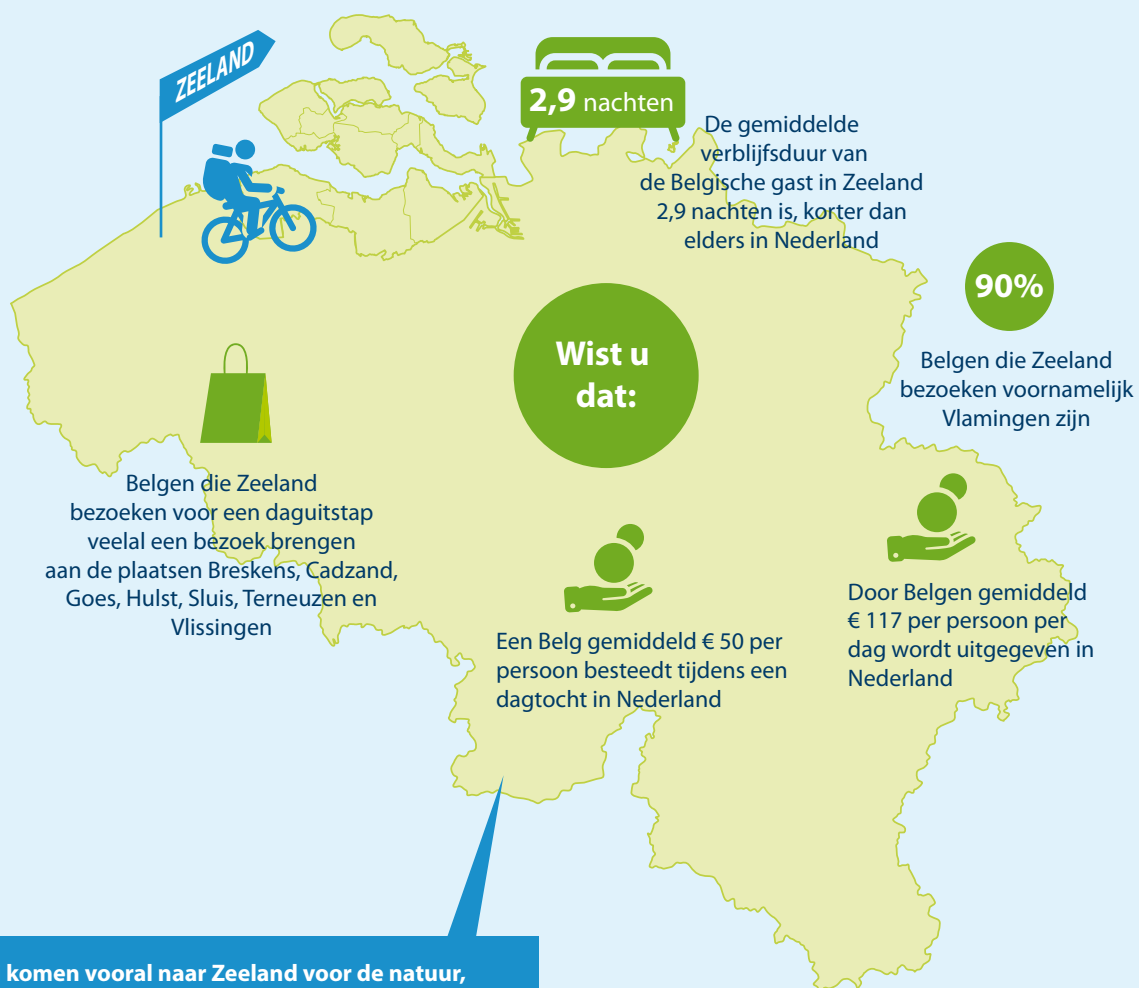 ZEELAND
2,9 nachten
De gemiddelde
verblijfsduur van
de Belgische gast in Zeeland
2,9 nachten is, korter dan
elders in Nederland
90%
Belgen die Zeeland
bezoeken voornamelijk
Vlamingen zijn
Wist u
dat:
Belgen die Zeeland
bezoeken voor een daguitstap
veelal een bezoek brengen
aan de plaatsen Breskens, Cadzand,
Goes, Hulst, Sluis, Terneuzen en
Vlissingen
Een Belg gemiddeld € 50 per
persoon besteedt tijdens een
dagtocht in Nederland
Door Belgen gemiddeld
€ 117 per persoon per
dag wordt uitgegeven in
Nederland
komen vooral naar Zeeland voor de natuur,